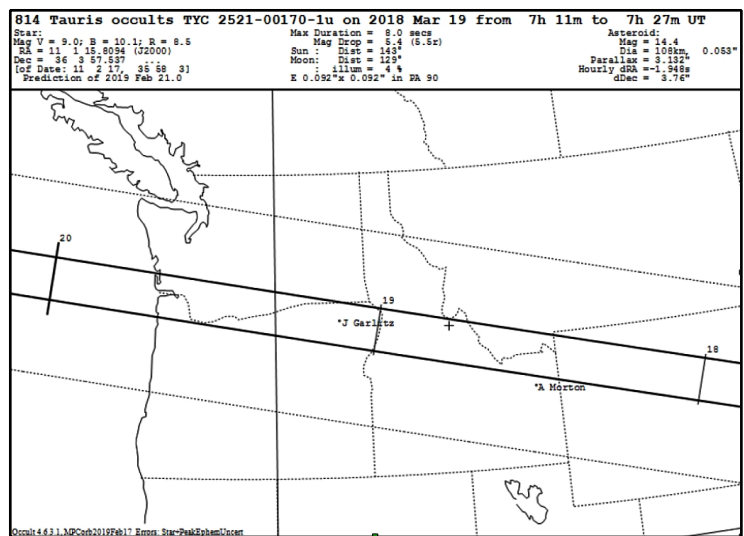 814 Tauris occults TYC 2521-00170-1u on 2018 Mar 19 from  7h 11m to  7h 27m UT
Star:
Mag V = 9.0; B = 10.1; R = 8.5
RA = 11  1 15.8094 (J2000)
Dec =  36  3 57.537  ...
[of Date: 11  2 17,  35 58  3]
Prediction of 2019 Feb 21.0
Max Duration =  8.0 secs
Mag Drop =  5.4 (5.5r)
Sun :  Dist = 143°
Moon:  Dist = 129°
:  illum =  4 %
E 0.092"x 0.092" in PA 90
Asteroid:
Mag = 14.4
Dia = 108km,  0.053"
Parallax = 3.132"
Hourly dRA =-1.948s
dDec =  3.76"
20
19
*J Garlitz
18
*A Morton
Occult 4.6.3.1, MPCorb2019Feb17 Errors: Star+PeakEphemUncert